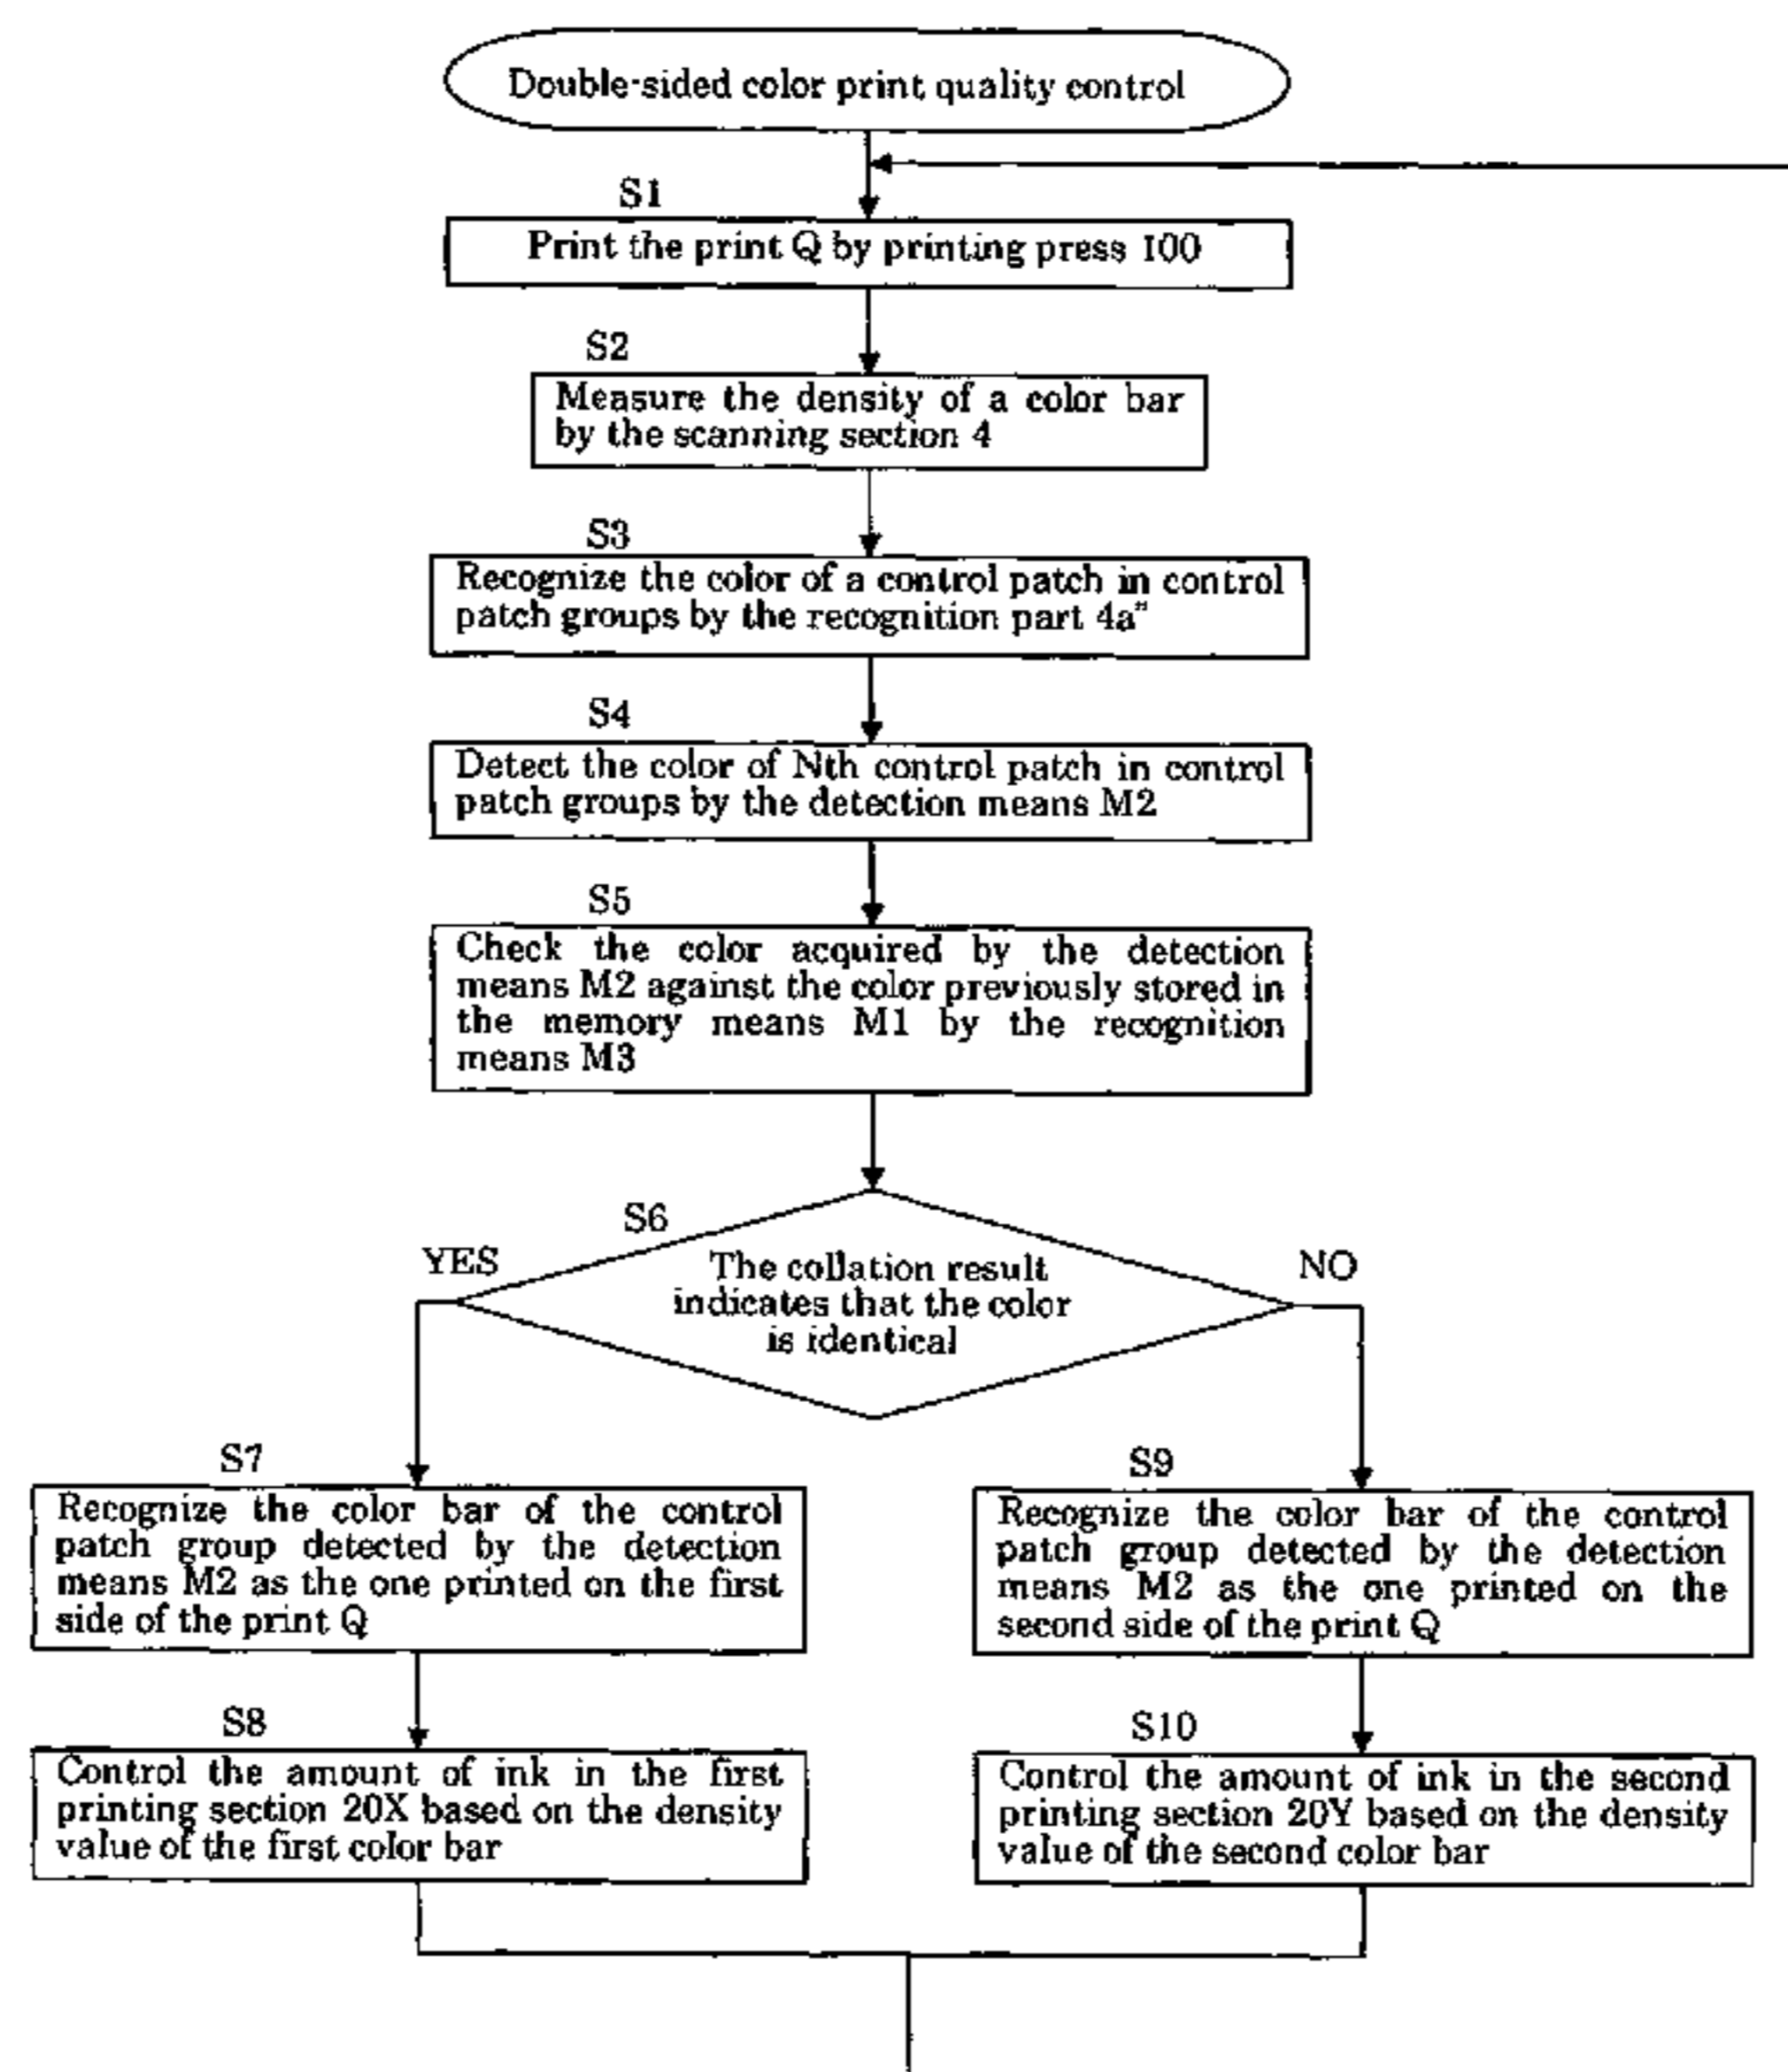 Double-sided color print quality control
S1
Print the print Q by printing press 100
S2
Measure the density of a color bar
by the scanning section 4
S3
Recognize the color of a control patch in control
patch groups by the recognition part 4a"
S4
Detect the color of Nth control patch in control
patch groups by the detection means M2
S5
Check the color acquired by the detection
means M2 against the color previously stored in
the memory means M1 by the recognition
means M3
S6
YES
The collation result
indicates that the color
is identical
NO
S7
Recognize the color bar of the control
patch group detected by the detection
means M2 as the one printed on the first
side of the print Q
S9
Recognize the color bar of the control
patch group detected by the detection
means M2 as the one printed on the
second side of the print Q
S8
Control the amount of ink in the first
printing section 20X based on the density
value of the first color bar
S10
Control the amount of ink in the second
printing section 20Y based on the density
value of the second color bar